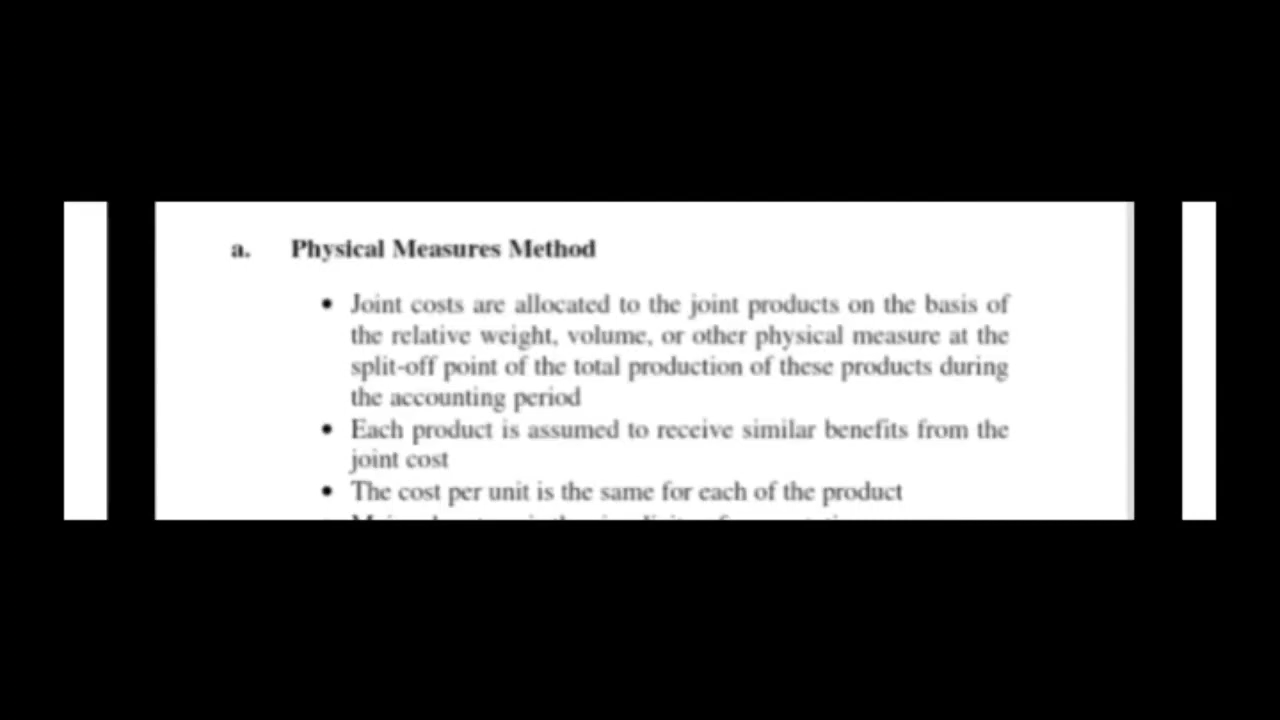 a. Physical Measures Method
• Joint costs are allocated to the joint products on the basis of
the relative weight, volume, or other physical measure at the
split-off point of the total production of these products during
the accounting period
• Each product is assumed to receive similar benefits from the
joint cost
• The cost per unit is the same for each of the product